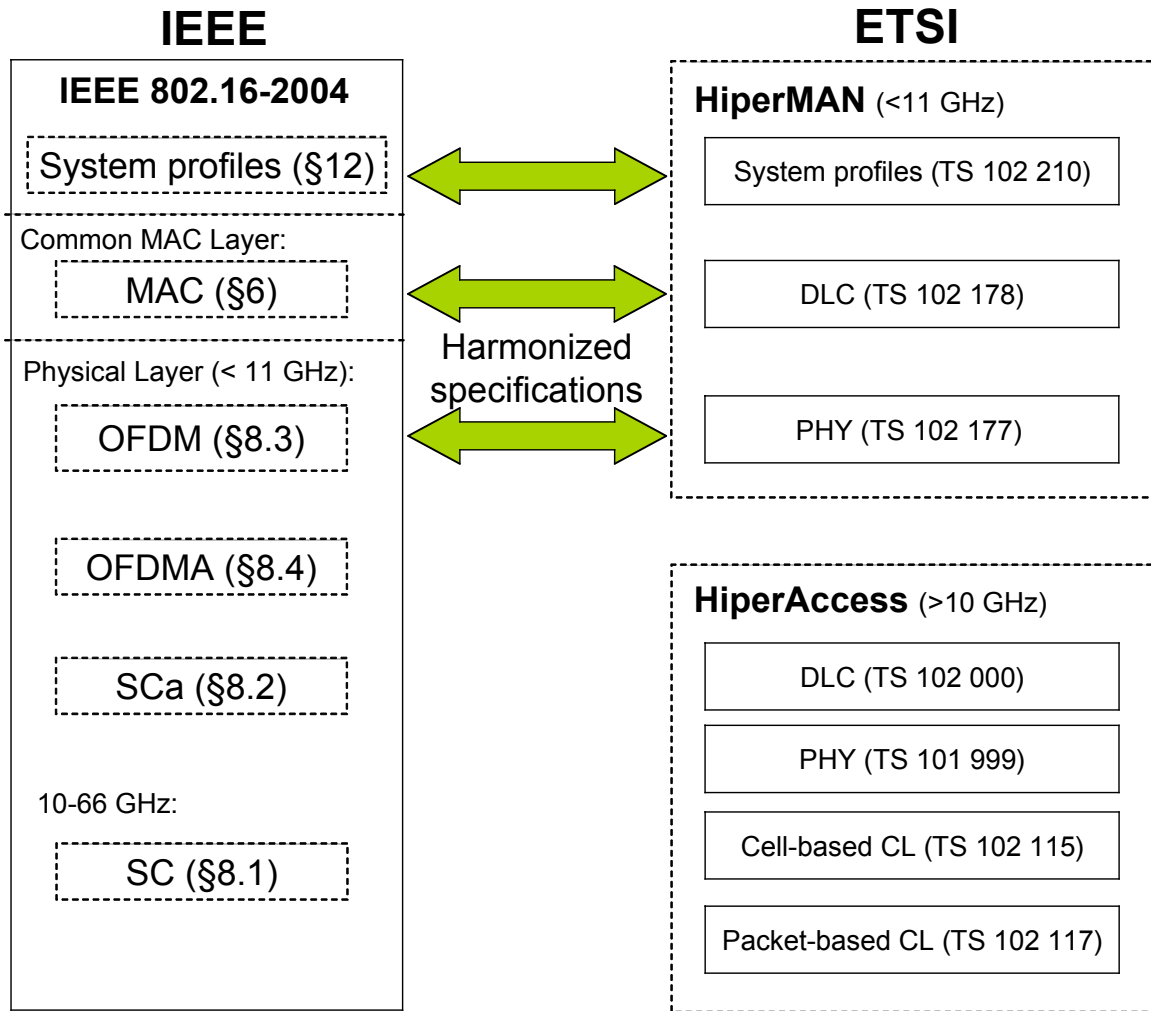 IEEE
IEEE 802.16-2004
System profiles (§12)
Common MAC Layer:
MAC (§6)
Physical Layer (< 11 GHz):
OFDM (§8.3)
OFDMA (§8.4)
SCa (§8.2)
10-66 GHz:
SC (§8.1)
Harmonized
specifications
ETSI
HiperMAN (<11 GHz)
System profiles (TS 102 210)
DLC (TS 102 178)
PHY (TS 102 177)
HiperAccess (>10 GHz)
DLC (TS 102 000)
PHY (TS 101 999)
Cell-based CL (TS 102 115)
Packet-based CL (TS 102 117)